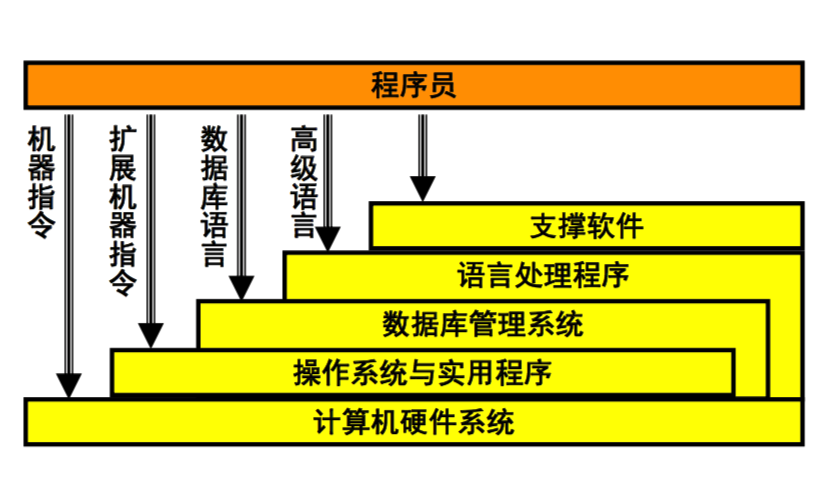 程序员
机器指令
扩展机器指令
数据库语言
高级语言
支撑软件
语言处理程序
数据库管理系统
操作系统与实用程序
计算机硬件系统